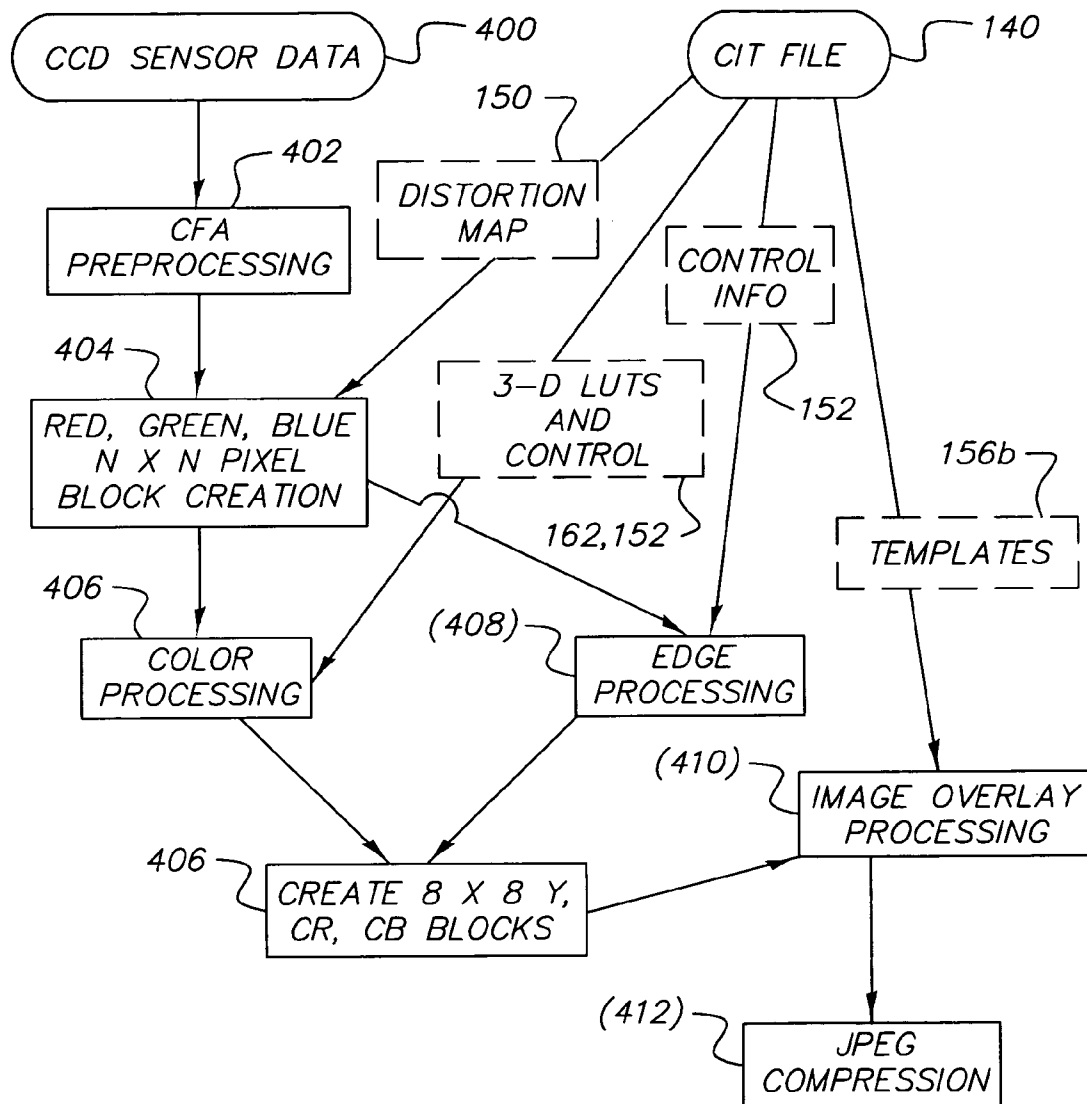 CCD SENSOR DATA
400
CIT FILE
140
150
402
DISTORTION
MAP
CFA
PREPROCESSING
CONTROL
INFO
152
404
RED, GREEN, BLUE
N X N PIXEL
BLOCK CREATION
3-D LUTS
AND
CONTROL
162,152
156b
TEMPLATES
406
COLOR
PROCESSING
(408)
EDGE
PROCESSING
(410)
IMAGE OVERLAY
PROCESSING
406
CREATE 8 X 8 Y,
CR, CB BLOCKS
(412)
JPEG
COMPRESSION